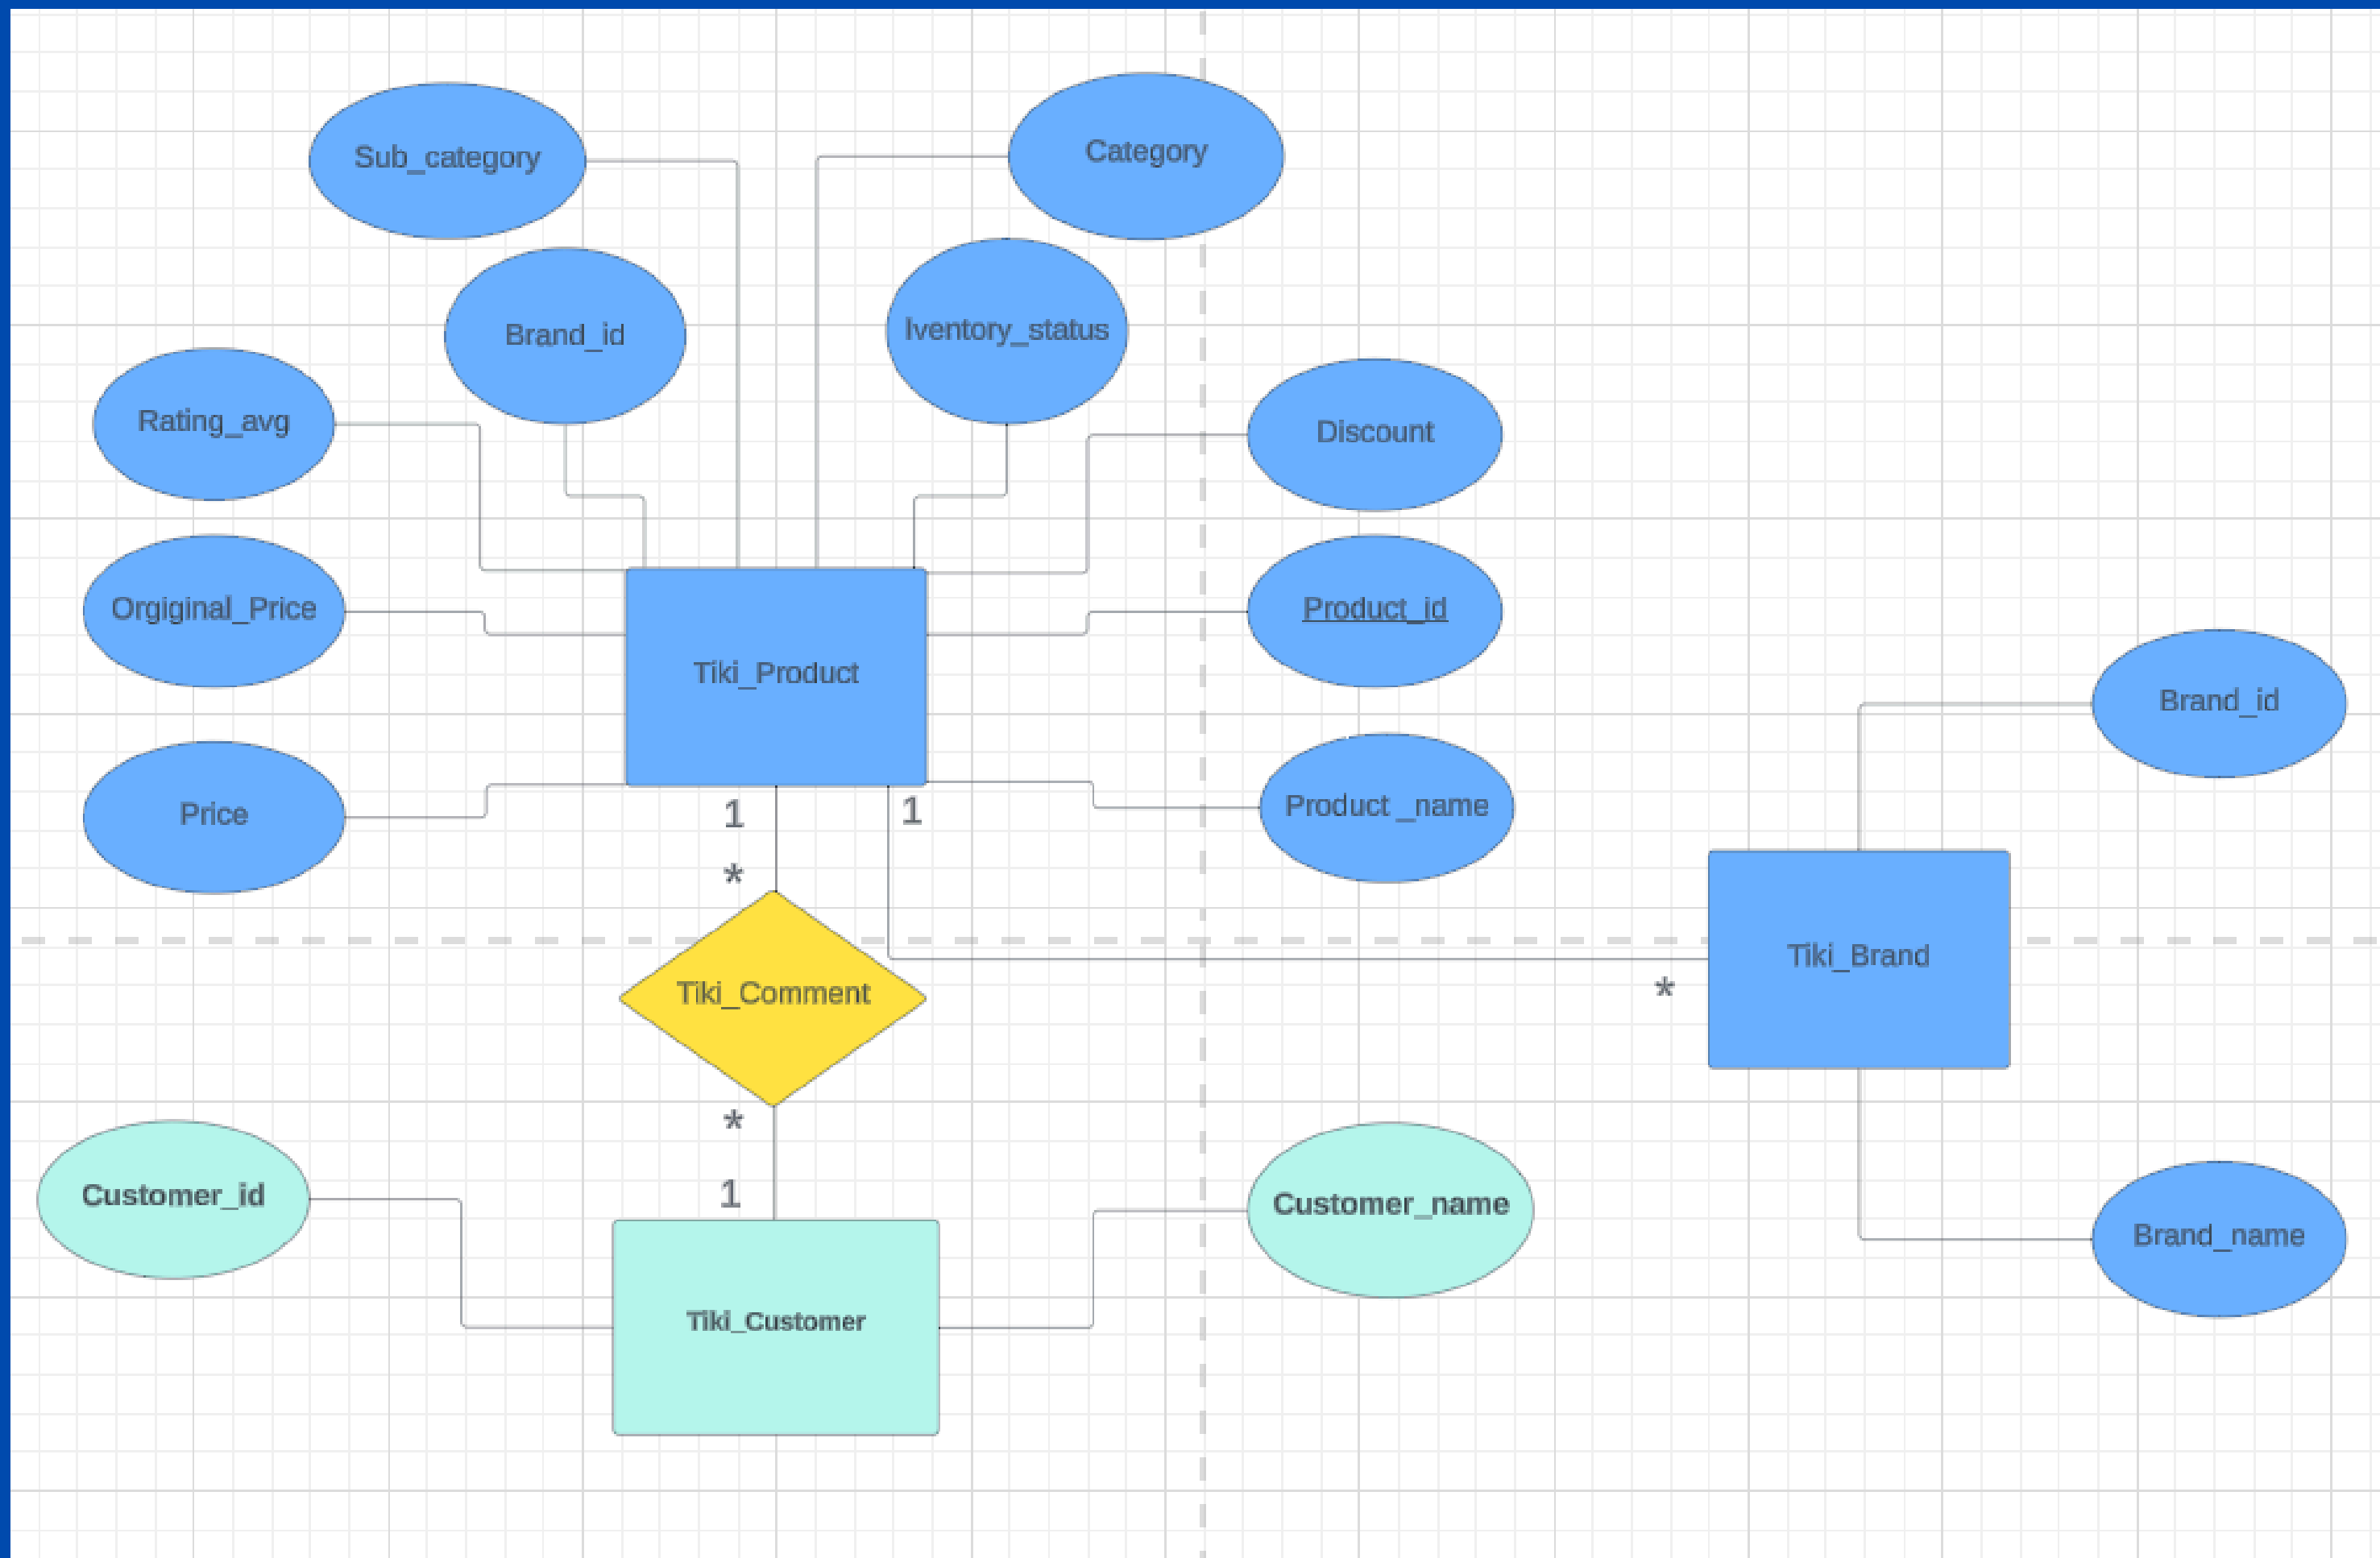 Sub_category
Category
Brand_id
Iventory_status
Rating_avg
Discount
Orgiginal_Price
Product_id
Tiki_Product
Brand_id
Price
1
1
Product _name
*
Tiki_Brand
Tiki_Comment
*
*
Customer_id
1
Customer_name
Brand_name
Tiki_Customer